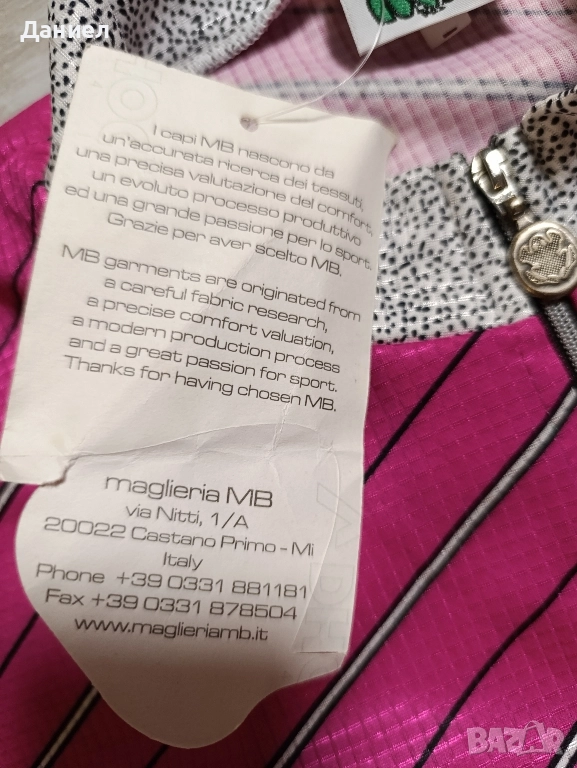 Daniel
I capi MB nascono da
un'accurata ricerca dei tessuti,
una precisa valutazione del comfort,
un evoluto processo produttivo
ed una grande passione per lo sport.
Grazie per aver scelto MB.
MB garments are originated from
a careful fabric research,
a precise comfort valuation,
a modern production process
and a great passion for sport.
Thanks for having chosen MB.
maglieria MB
via Nitti, 1/A
20022 Castano Primo - Mi
Italy
Phone +39 0331 881181
Fax +39 0331 878504
www.maglieriamb.it
BAZAR